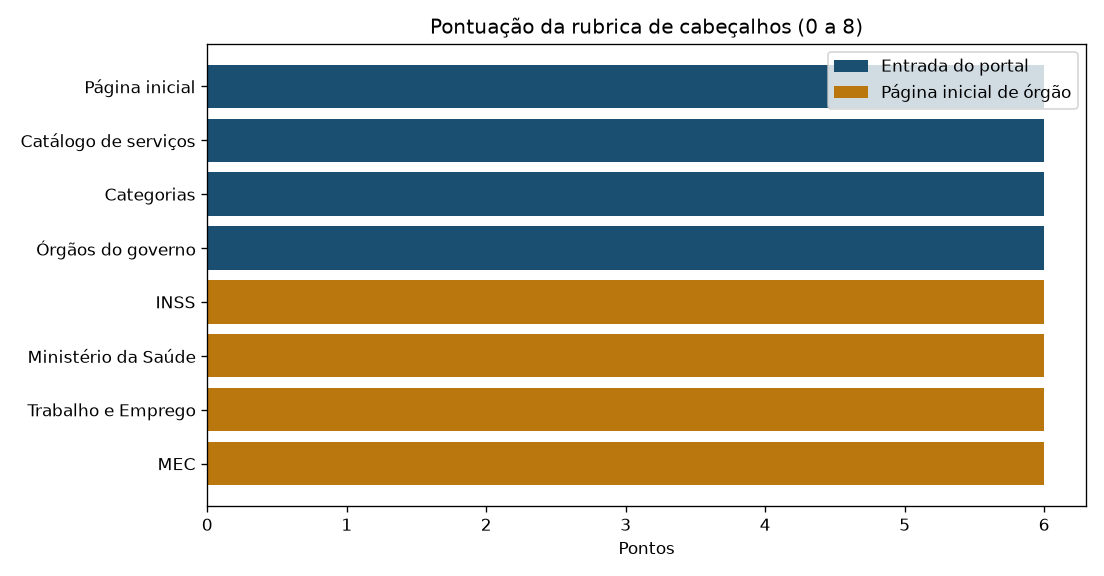 Pontuação da rubrica de cabeçalhos (0 a 8)
Entrada do portal
Página inicial de órgão
Página inicial
Catálogo de serviços
Categorias
Órgãos do governo
INSS
Ministério da Saúde
Trabalho e Emprego
MEC
0 1 2 3 4 5 6
Pontos